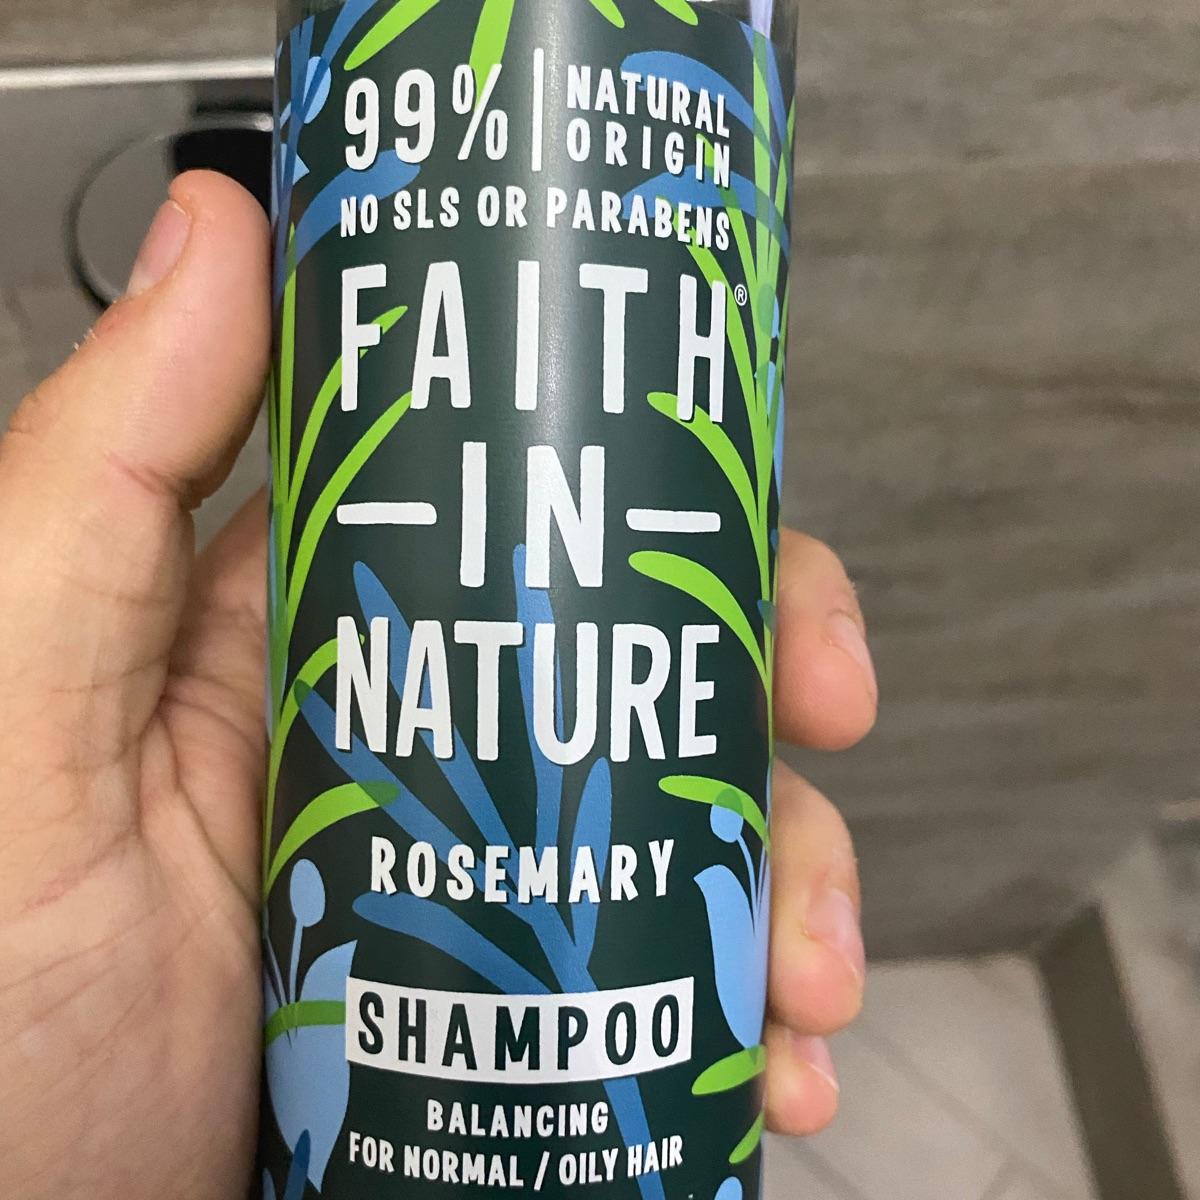 99% | NATURAL
ORIGIN
NO SLS OR PARABENS
FAITH®
—IN—
NATURE
ROSEMARY
SHAMPOO
BALANCING
FOR NORMAL / OILY HAIR